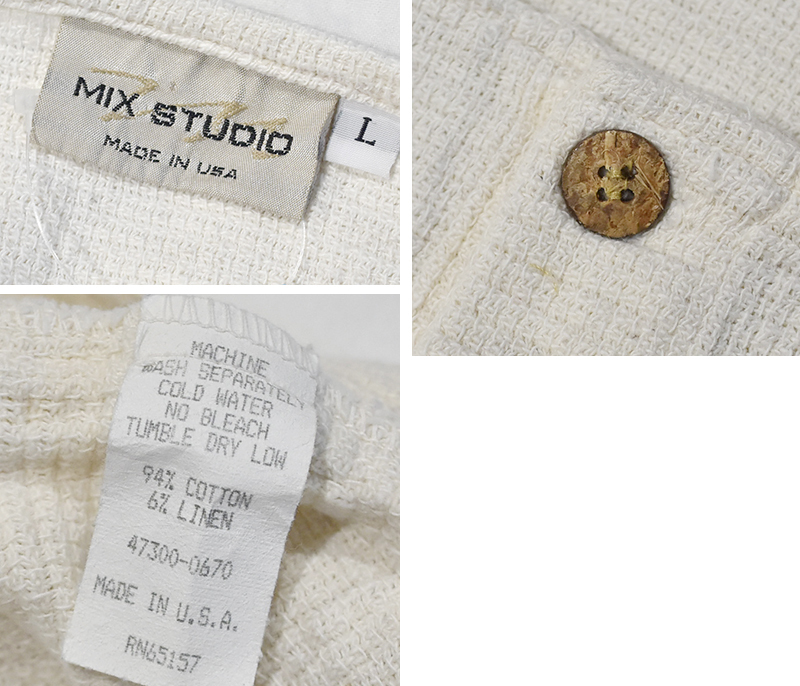 MIX STUDIO
MADE IN USA
L
MACHINE
WASH SEPARATELY
COLD WATER
NO BLEACH
TUMBLE DRY LOW
94% COTTON
6% LINEN
47300-0670
MADE IN U.S.A.
RN65157